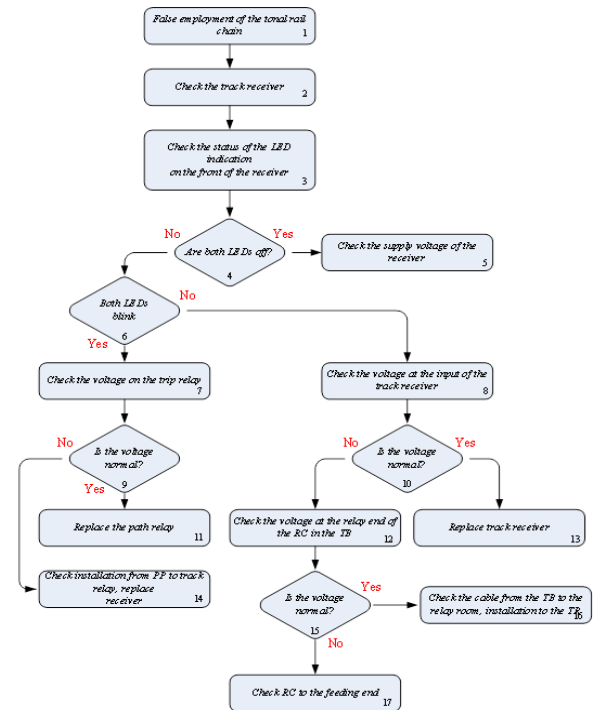 False employment of the tonal rail
chain
1
Check the track receiver
2
Check the status of the LED
indication
on the front of the receiver
3
No
Yes
Are both LEDs off?
4
Check the supply voltage of the
receiver
5
Both LEDs
blink
6
No
Yes
Check the voltage on the trip relay
7
Check the voltage at the input of the
track receiver
8
No
Is the voltage
normal?
9
Yes
No
Yes
Is the voltage
normal?
10
Replace the path relay
11
Check the voltage at the relay end of
the RC in the TB
12
Replace track receiver
13
Check installation from PP to track
relay, replace
receiver
14
Is the voltage
normal?
15
Yes
No
Check the cable from the TB to the
relay room, installation to the TB
16
Check RC to the feeding end
17